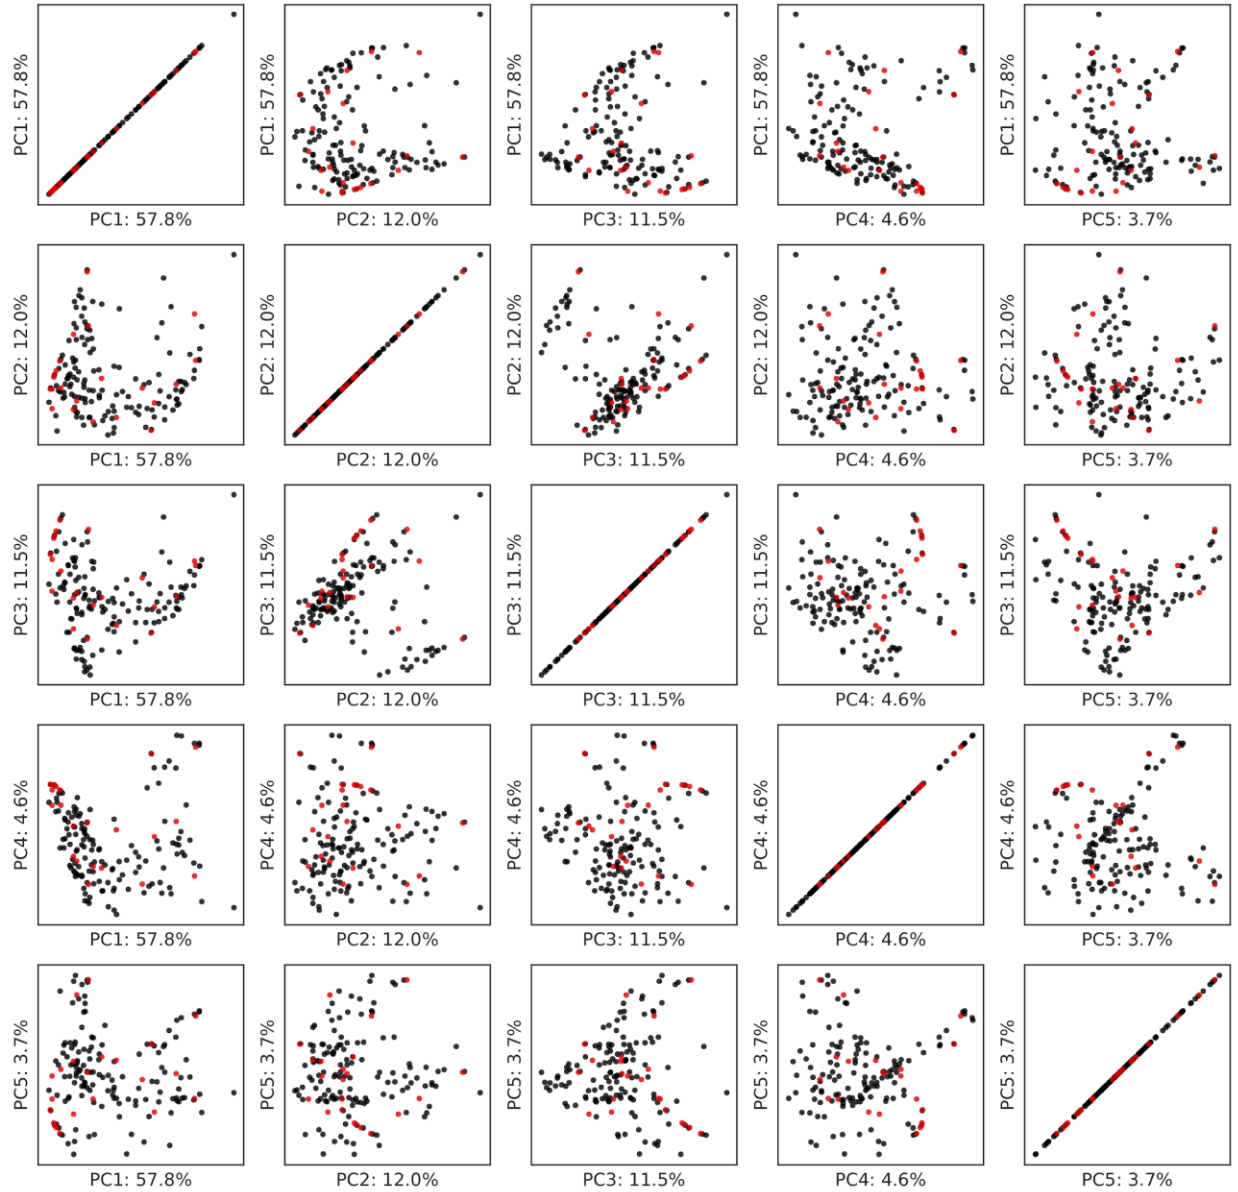 PC1: 57.8%
PC1: 57.8%
PC1: 57.8%
PC1: 57.8%
PC1: 57.8%
PC1: 57.8%
PC2: 12.0%
PC3: 11.5%
PC4: 4.6%
PC5: 3.7%
PC2: 12.0%
PC2: 12.0%
PC2: 12.0%
PC2: 12.0%
PC2: 12.0%
PC1: 57.8%
PC2: 12.0%
PC3: 11.5%
PC4: 4.6%
PC5: 3.7%
PC3: 11.5%
PC3: 11.5%
PC3: 11.5%
PC3: 11.5%
PC3: 11.5%
PC1: 57.8%
PC2: 12.0%
PC3: 11.5%
PC4: 4.6%
PC5: 3.7%
PC4: 4.6%
PC4: 4.6%
PC4: 4.6%
PC4: 4.6%
PC4: 4.6%
PC1: 57.8%
PC2: 12.0%
PC3: 11.5%
PC4: 4.6%
PC5: 3.7%
PC5: 3.7%
PC5: 3.7%
PC5: 3.7%
PC5: 3.7%
PC5: 3.7%
PC1: 57.8%
PC2: 12.0%
PC3: 11.5%
PC4: 4.6%
PC5: 3.7%